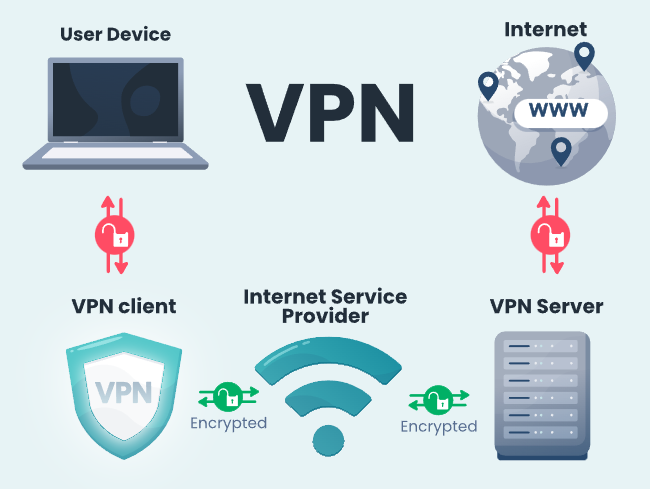 User Device
VPN
Internet
WWW
VPN client
Internet Service
Provider
VPN Server
VPN
Encrypted
Encrypted